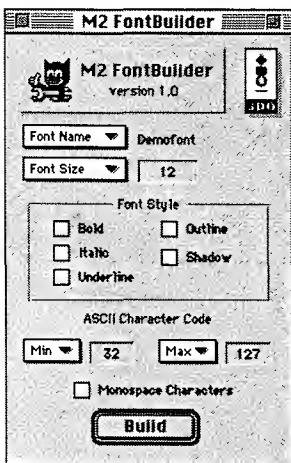 M2 FontBuilder
M2 FontBuilder
version 1.0
3DO
Font Name Demofont
Font Size 12
Font Style
Bold Outline
Italic Shadow
Underline
ASCII Character Code
Min 32 Max 127
Monospace Characters
Build